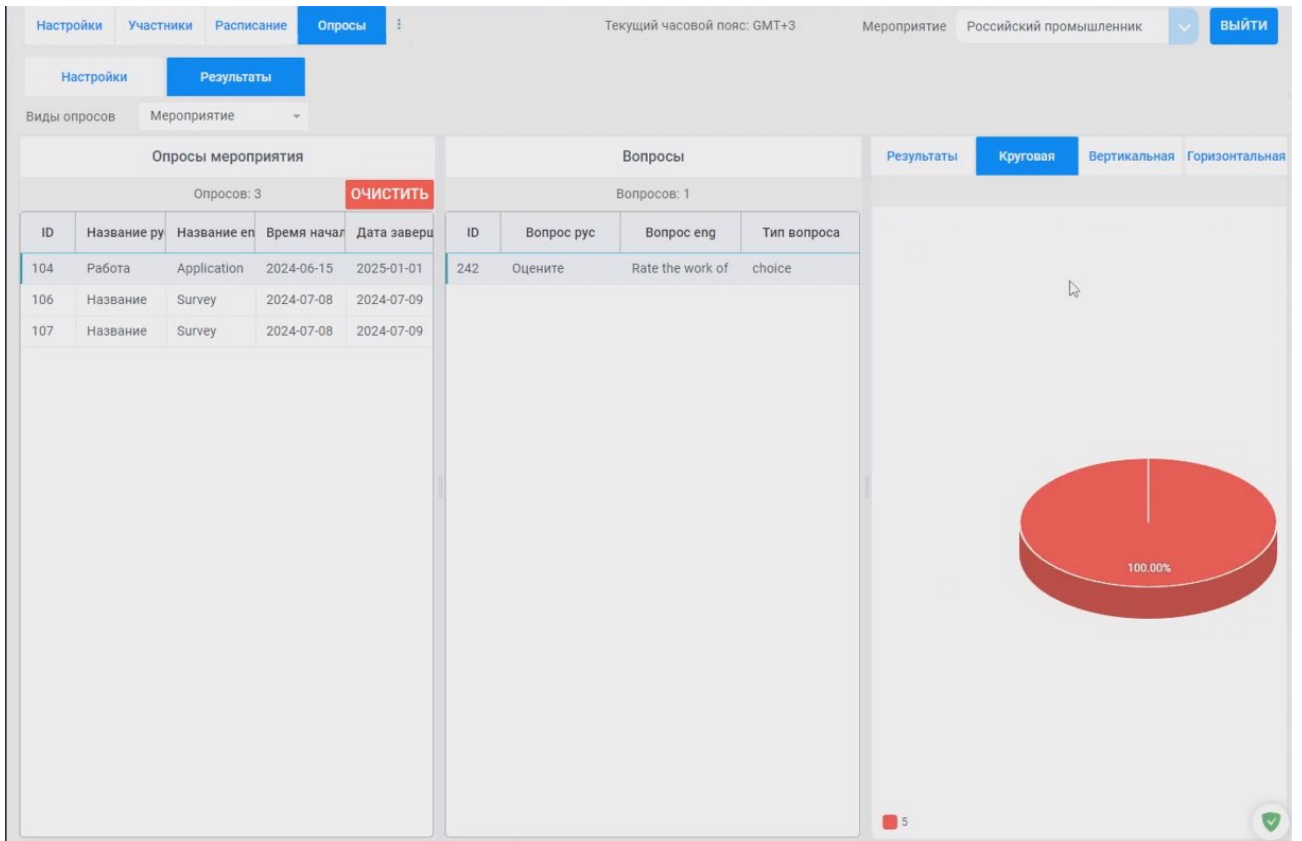 Настройки Участники Расписание Опросы Текущий часовой пояс: GMT+3 Мероприятие Российский промышленник ВЫЙТИ
Настройки Результаты
Виды опросов Мероприятие
Опросы мероприятия Вопросы Результаты Круговая Вертикальная Горизонтальная
Опросов: 3 ОЧИСТИТЬ Вопросов: 1
ID Название ру Название en Время начал Дата заверш ID Вопрос рус Вопрос eng Тип вопроса
104 Работа Application 2024-06-15 2025-01-01 242 Оцените Rate the work of choice
106 Название Survey 2024-07-08 2024-07-09
107 Название Survey 2024-07-08 2024-07-09
100.00%
5